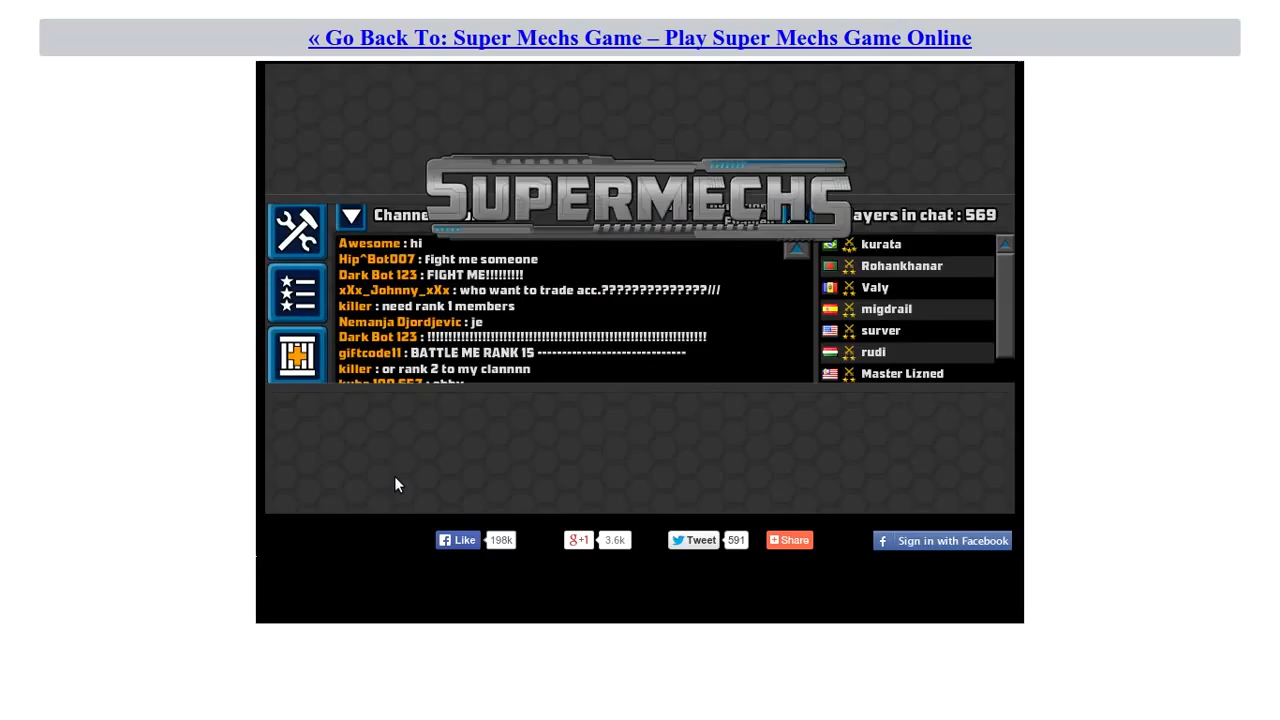 « Go Back To: Super Mechs Game – Play Super Mechs Game Online
SUPERMECHS
Players in chat : 569
Awesome : hi
Hip^Bot007 : fight me someone
Dark Bot 123 : FIGHT ME!!!!!!!!!
xXx_Johnny_xXx : who want to trade acc.??????????????///
killer : need rank 1 members
Nemanja Djordjevic : je
Dark Bot 123 : !!!!!!!!!!!!!!!!!!!!!!!!!!!!!!!!!!!!!!!!!!!!!!!!!!!!!!!!!!!!!!!!!!!!
giftcode11 : BATTLE ME RANK 15 ------------------------------
killer : or rank 2 to my clannnn
kurata
Rohankhanar
Valy
migdrail
surver
rudi
Master Lizned
Like 198k
g+1 3.6k
Tweet 591
Share
Sign in with Facebook